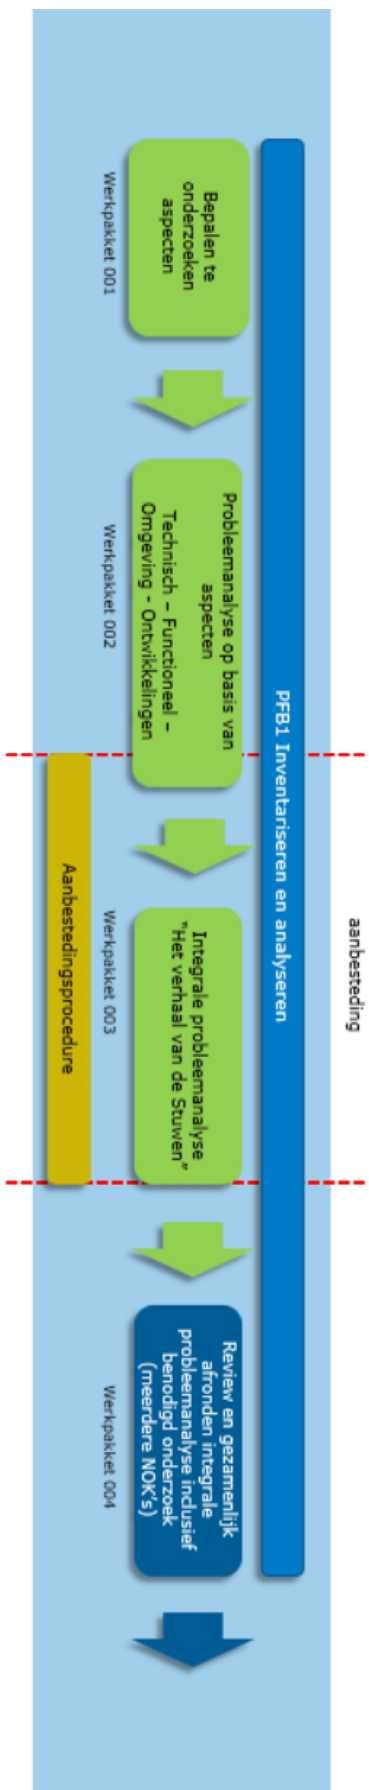 aanbesteding
PFB1 Inventariseren en analyseren
Bepalen te
onderzoeken
aspecten
Werkpakket 001
Probleemanalyse op basis van
aspecten
Technisch – Functioneel –
Omgeving - Ontwikkelingen
Werkpakket 002
Integrale probleemanalyse
"Het verhaal van de Stuwen"
Werkpakket 003
Review en gezamenlijk
afronden integrale
probleemanalyse inclusief
benodigd onderzoek
(meerdere NOK's)
Werkpakket 004
Aanbestedingsprocedure